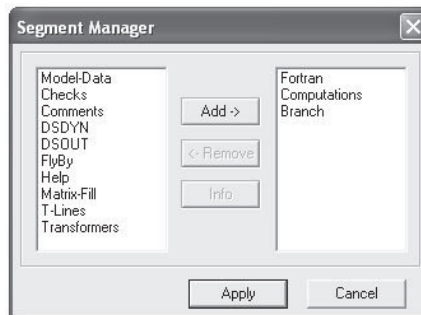 Segment Manager
Model-Data
Checks
Comments
DSDYN
DSOUT
FlyBy
Help
Matrix-Fill
T-Lines
Transformers
Add ->
<- Remove
Info
Fortran
Computations
Branch
Apply
Cancel